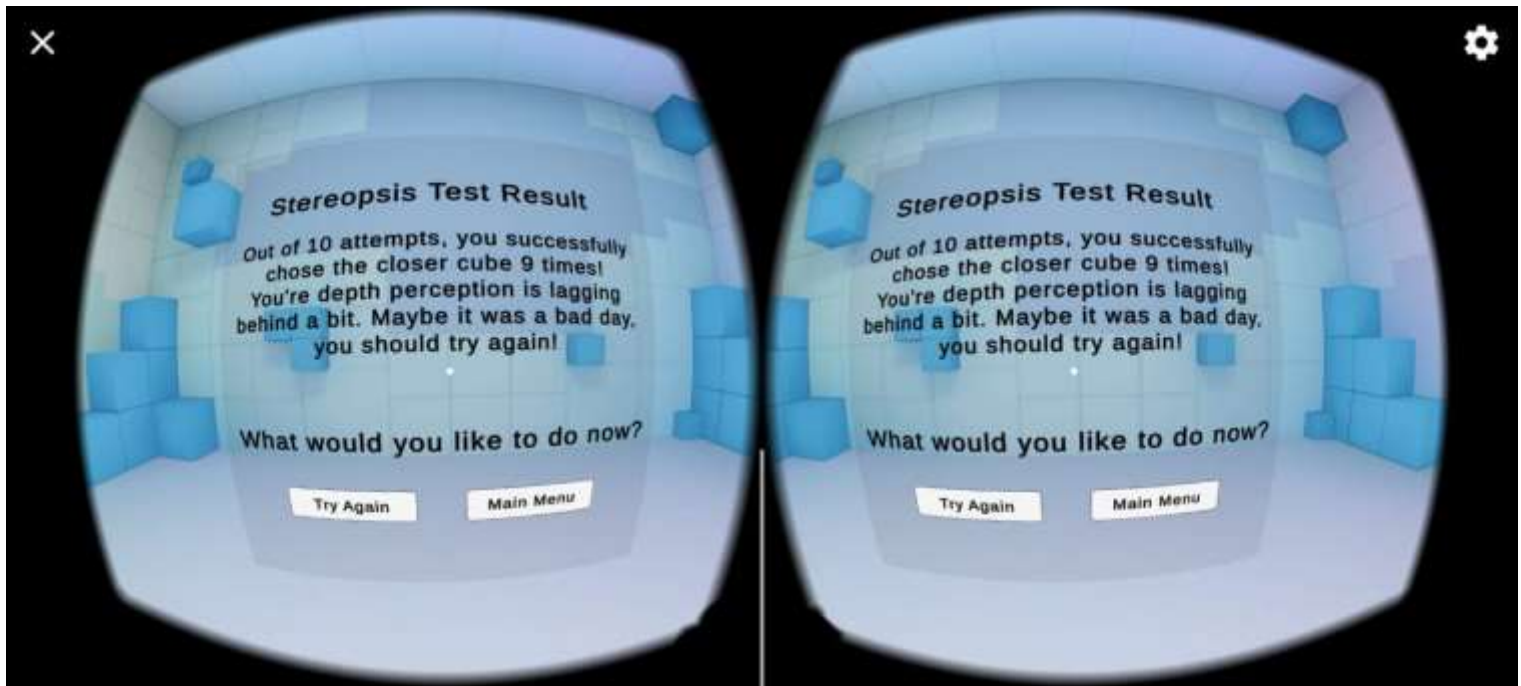 Stereopsis Test Result
Out of 10 attempts, you successfully
chose the closer cube 9 times!
You're depth perception is lagging
behind a bit. Maybe it was a bad day,
you should try again!
What would you like to do now?
Try Again Main Menu
Stereopsis Test Result
Out of 10 attempts, you successfully
chose the closer cube 9 times!
You're depth perception is lagging
behind a bit. Maybe it was a bad day,
you should try again!
What would you like to do now?
Try Again Main Menu